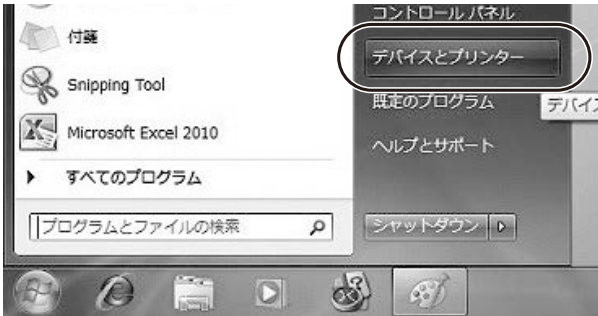 付箋
Snipping Tool
Microsoft Excel 2010
すべてのプログラム
プログラムとファイルの検索
コントロール パネル
デバイスとプリンター
既定のプログラム
デバイス
ヘルプとサポート
シャットダウン